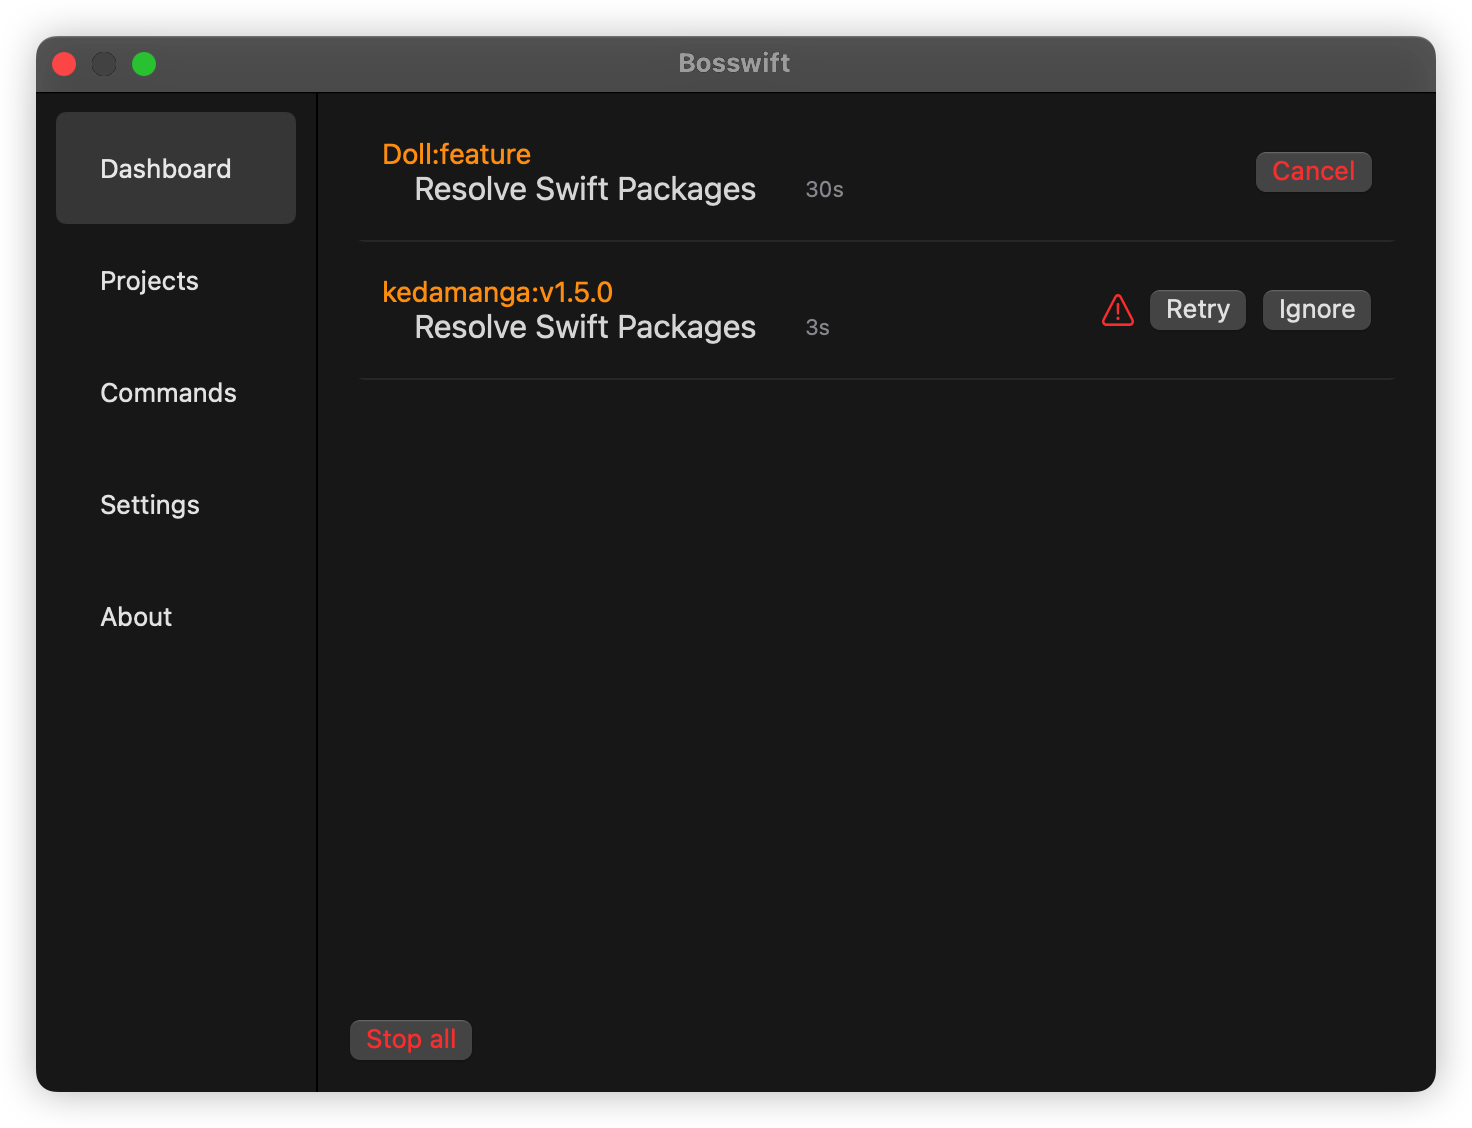 Bosswift
Dashboard
Projects
Commands
Settings
About
Doll:feature
Resolve Swift Packages 30s
Cancel
kedamanga:v1.5.0
Resolve Swift Packages 3s
Retry
Ignore
Stop all